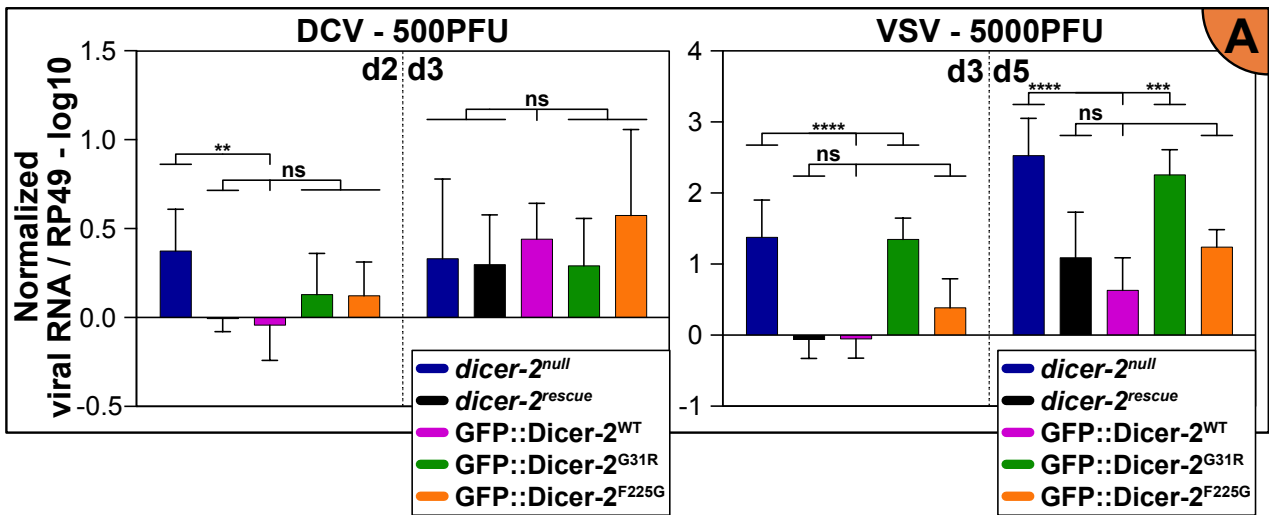 A
DCV - 500PFU
d2 d3
Normalized
viral RNA / RP49 - log10
1.5
1.0
0.5
0.0
-0.5
**
ns
ns
dicer-2null
dicer-2rescue
GFP::Dicer-2WT
GFP::Dicer-2G31R
GFP::Dicer-2F225G
VSV - 5000PFU
d3 d5
4
3
2
1
0
-1
****
ns
**** ***
ns
dicer-2null
dicer-2rescue
GFP::Dicer-2WT
GFP::Dicer-2G31R
GFP::Dicer-2F225G